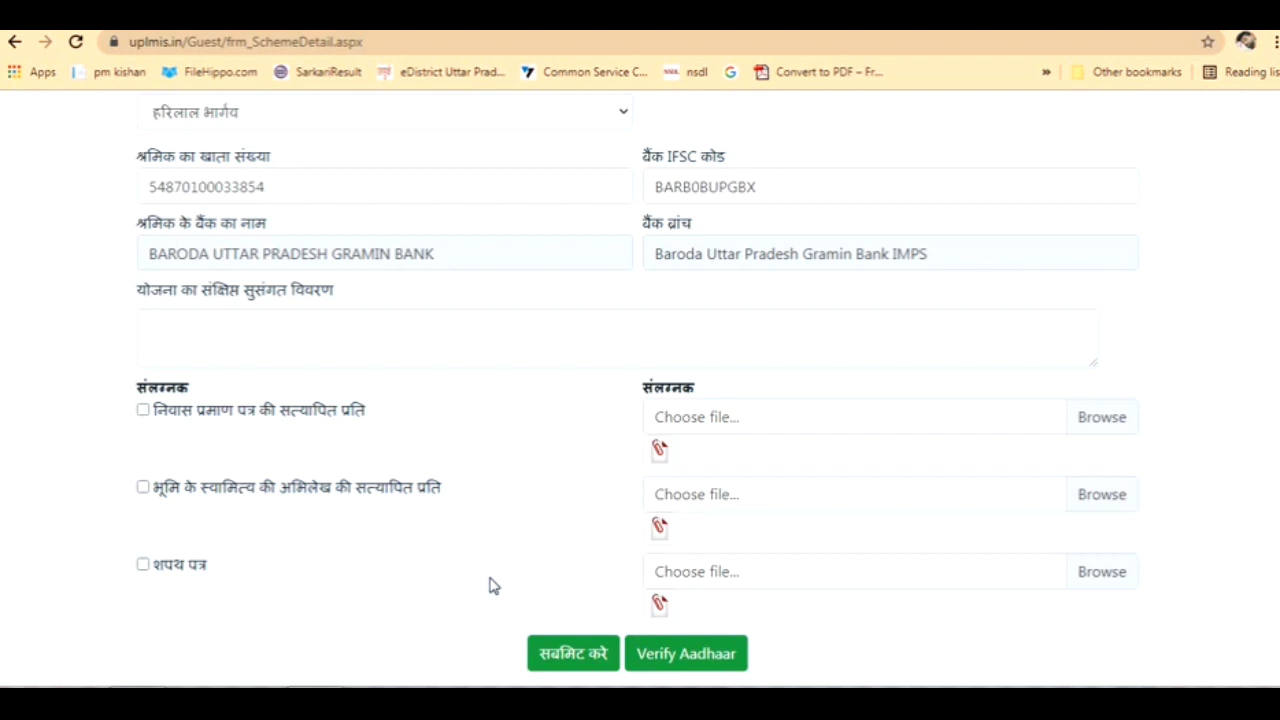 uplmis.in/Guest/frm_SchemeDetail.aspx
Apps pm kishan FileHippo.com SarkariResult eDistrict Uttar Prad... Common Service C... nsdl Convert to PDF – Fr... » Other bookmarks Reading lis
हरिलाल भार्गव
श्रमिक का खाता संख्या बैंक IFSC कोड
54870100033854 BARB0BUPGBX
श्रमिक के बैंक का नाम बैंक ब्रांच
BARODA UTTAR PRADESH GRAMIN BANK Baroda Uttar Pradesh Gramin Bank IMPS
योजना का संक्षिप्त सुसंगत विवरण
संलग्नक संलग्नक
निवास प्रमाण पत्र की सत्यापित प्रति Choose file... Browse
भूमि के स्वामित्व की अभिलेख की सत्यापित प्रति Choose file... Browse
शपथ पत्र Choose file... Browse
सबमिट करे Verify Aadhaar